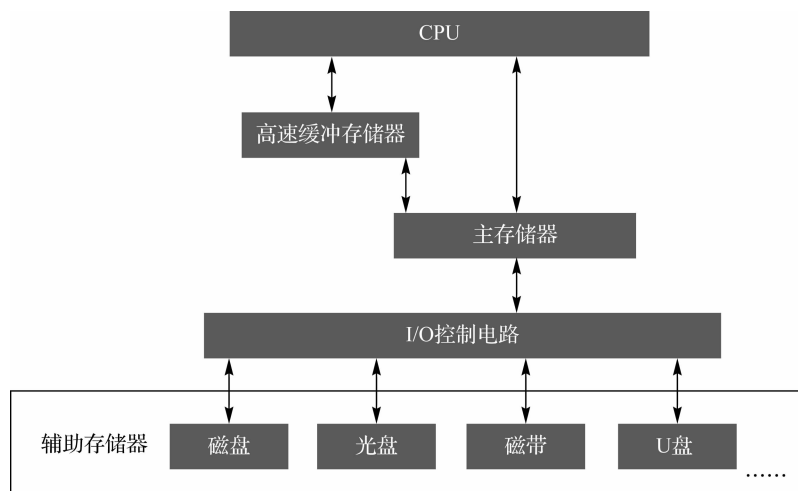 CPU
高速缓冲存储器
主存储器
I/O控制电路
辅助存储器
磁盘
光盘
磁带
U盘
……